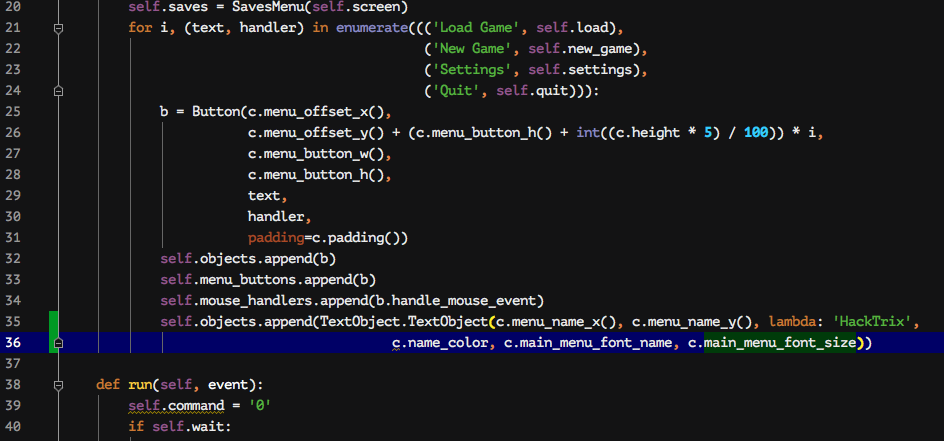 20 self.saves = SavesMenu(self.screen)
21 for i, (text, handler) in enumerate((('Load Game', self.load),
22 ('New Game', self.new_game),
23 ('Settings', self.settings),
24 ('Quit', self.quit))):
25 b = Button(c.menu_offset_x(),
26 c.menu_offset_y() + (c.menu_button_h() + int((c.height * 5) / 100)) * i,
27 c.menu_button_w(),
28 c.menu_button_h(),
29 text,
30 handler,
31 padding=c.padding())
32 self.objects.append(b)
33 self.menu_buttons.append(b)
34 self.mouse_handlers.append(b.handle_mouse_event)
35 self.objects.append(TextObject.TextObject(c.menu_name_x(), c.menu_name_y(), lambda: 'HackTrix',
36 c.name_color, c.main_menu_font_name, c.main_menu_font_size))
37
38 def run(self, event):
39 self.command = '0'
40 if self.wait: